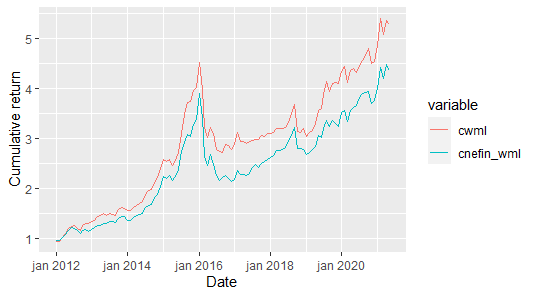 Cumulative return
5
4
3
2
1
jan 2012
jan 2014
jan 2016
jan 2018
jan 2020
Date
variable
cwml
cnefin_wml